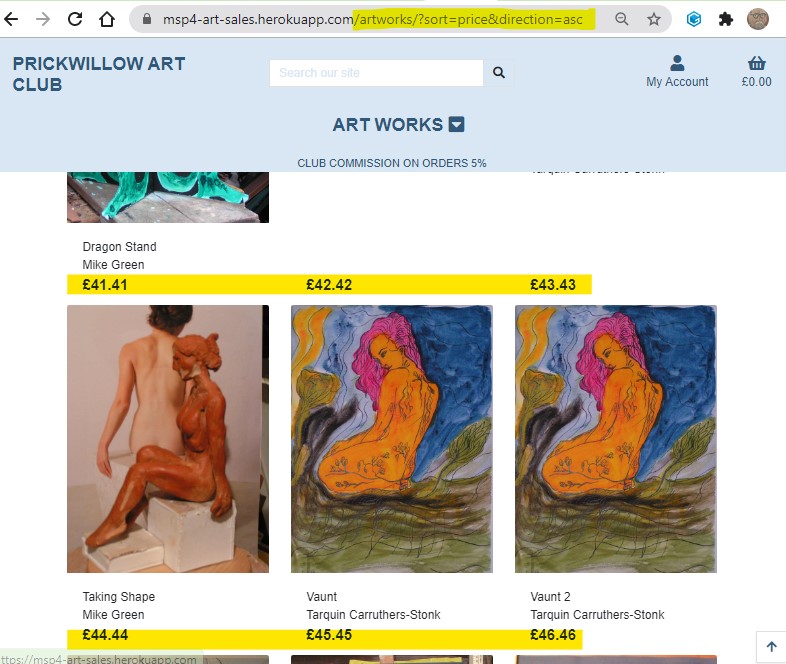 msp4-art-sales.herokuapp.com/artworks/?sort=price&direction=asc
PRICKWILLOW ART
CLUB
Search our site
My Account
£0.00
ART WORKS
CLUB COMMISSION ON ORDERS 5%
Tarquin Carruthers-Stonk
Dragon Stand
Mike Green
£41.41 £42.42 £43.43
Taking Shape Vaunt Vaunt 2
Mike Green Tarquin Carruthers-Stonk Tarquin Carruthers-Stonk
£44.44 £45.45 £46.46
ttps://msp4-art-sales.herokuapp.com